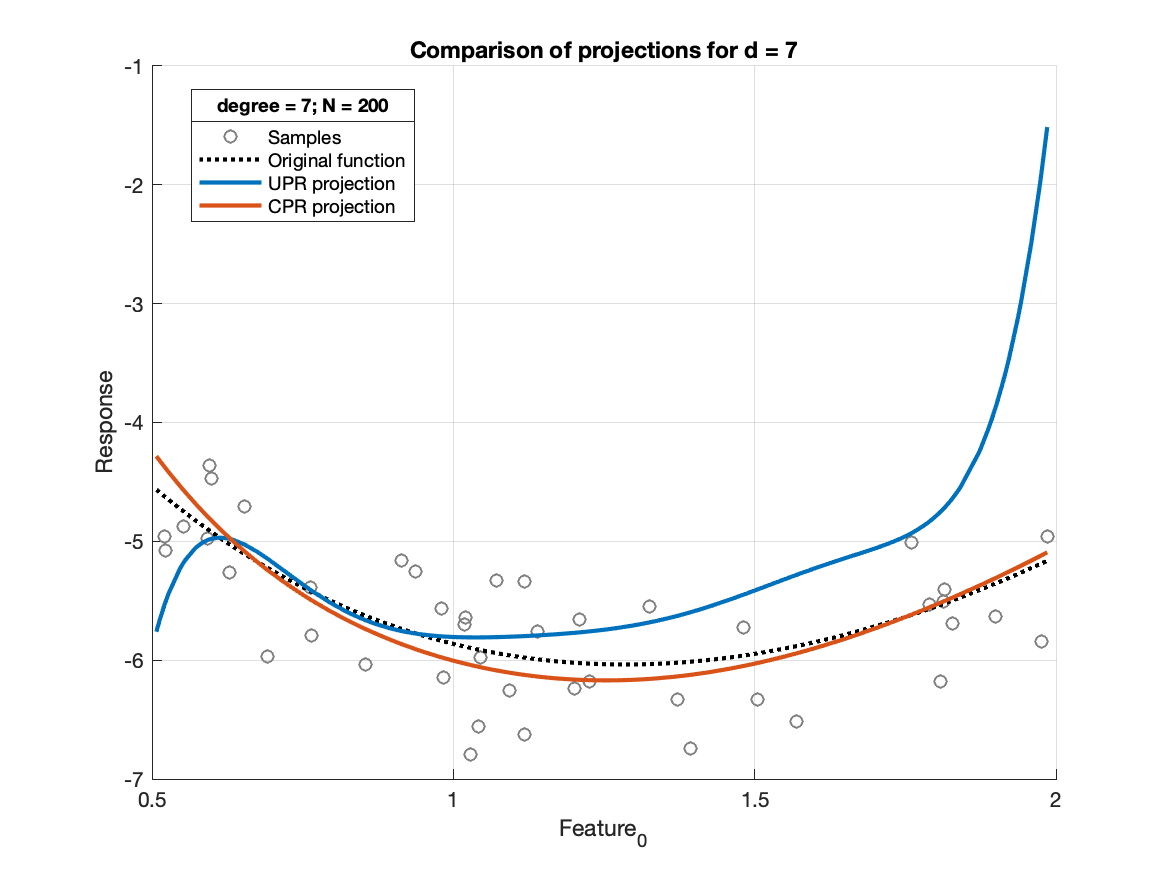 Comparison of projections for d = 7
-1
-2
-3
-4
-5
-6
-7
degree = 7; N = 200
Samples
Original function
UPR projection
CPR projection
Response
0.5
1
1.5
2
Feature0